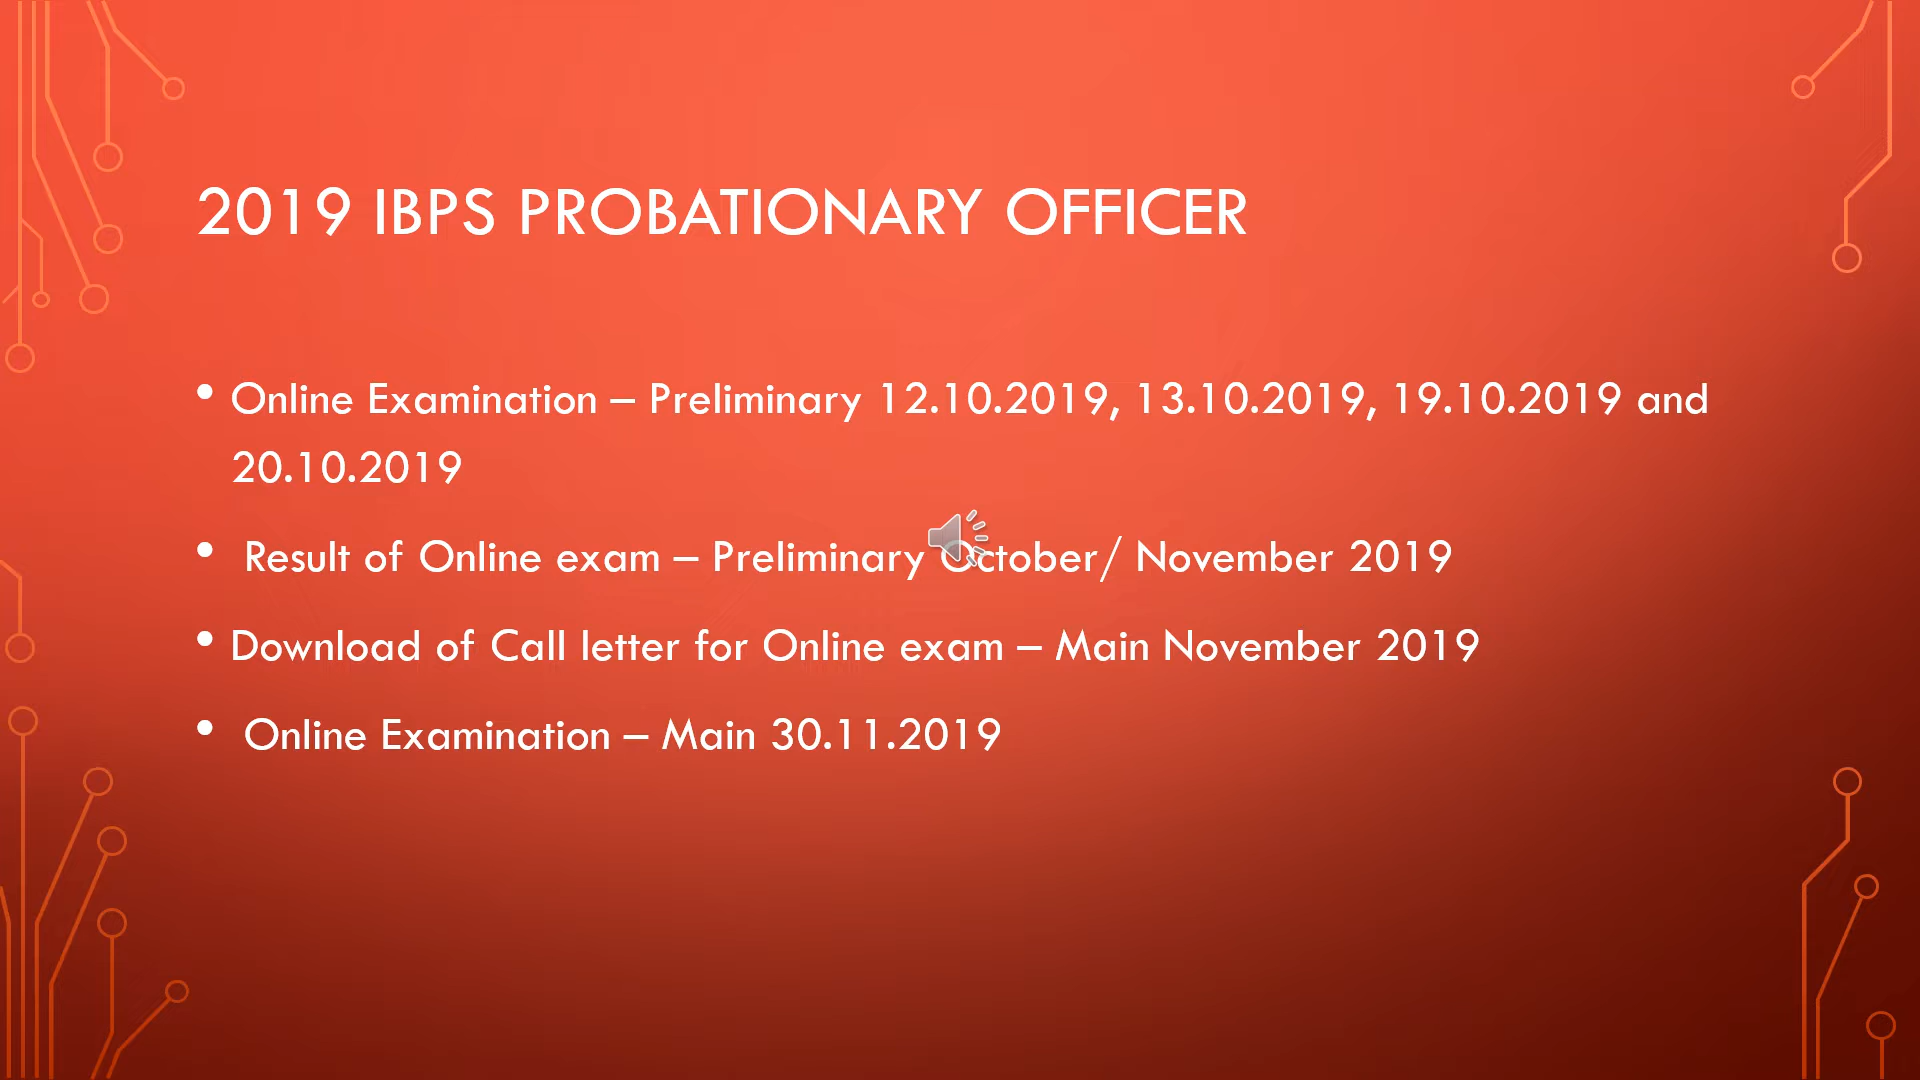 2019 IBPS PROBATIONARY OFFICER
• Online Examination – Preliminary 12.10.2019, 13.10.2019, 19.10.2019 and
20.10.2019
• Result of Online exam – Preliminary October/ November 2019
• Download of Call letter for Online exam – Main November 2019
• Online Examination – Main 30.11.2019